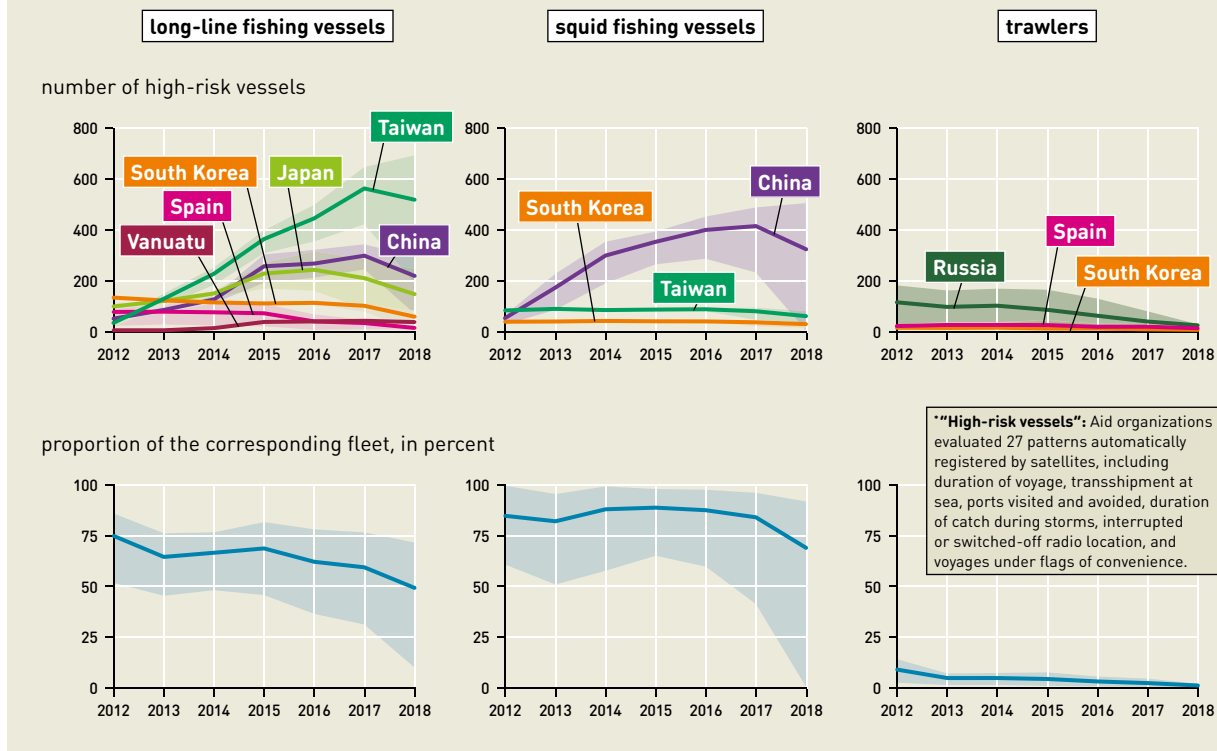 long-line fishing vessels
squid fishing vessels
trawlers
number of high-risk vessels
800
600
400
200
0
2012 2013 2014 2015 2016 2017 2018
Taiwan
South Korea
Japan
Spain
Vanuatu
China
800
600
400
200
0
2012 2013 2014 2015 2016 2017 2018
China
South Korea
Taiwan
800
600
400
200
0
2012 2013 2014 2015 2016 2017 2018
Spain
Russia
South Korea
proportion of the corresponding fleet, in percent
100
75
50
25
0
2012 2013 2014 2015 2016 2017 2018
100
75
50
25
0
2012 2013 2014 2015 2016 2017 2018
100
75
50
25
0
2012 2013 2014 2015 2016 2017 2018
*"High-risk vessels": Aid organizations
evaluated 27 patterns automatically
registered by satellites, including
duration of voyage, transshipment at
sea, ports visited and avoided, duration
of catch during storms, interrupted
or switched-off radio location, and
voyages under flags of convenience.